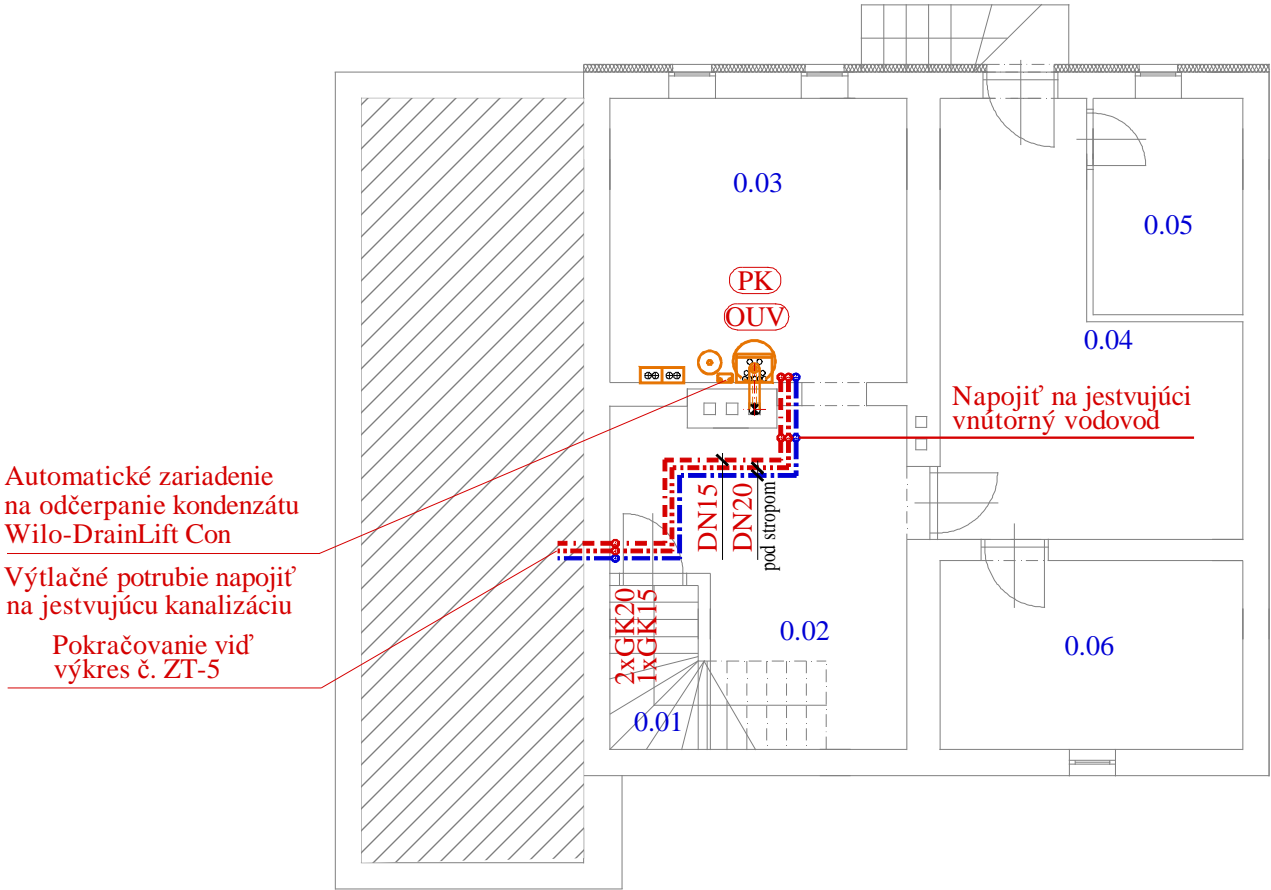 0.03
0.05
PK
OUV
0.04
Napojiť na jestvujúci
vnútorný vodovod
Automatické zariadenie
na odčerpanie kondenzátu
Wilo-DrainLift Con
Výtlačné potrubie napojiť
na jestvujúcu kanalizáciu
Pokračovanie viď
výkres č. ZT-5
DN15
DN20
pod stropom
2xGK20
1xGK15
0.02
0.06
0.01